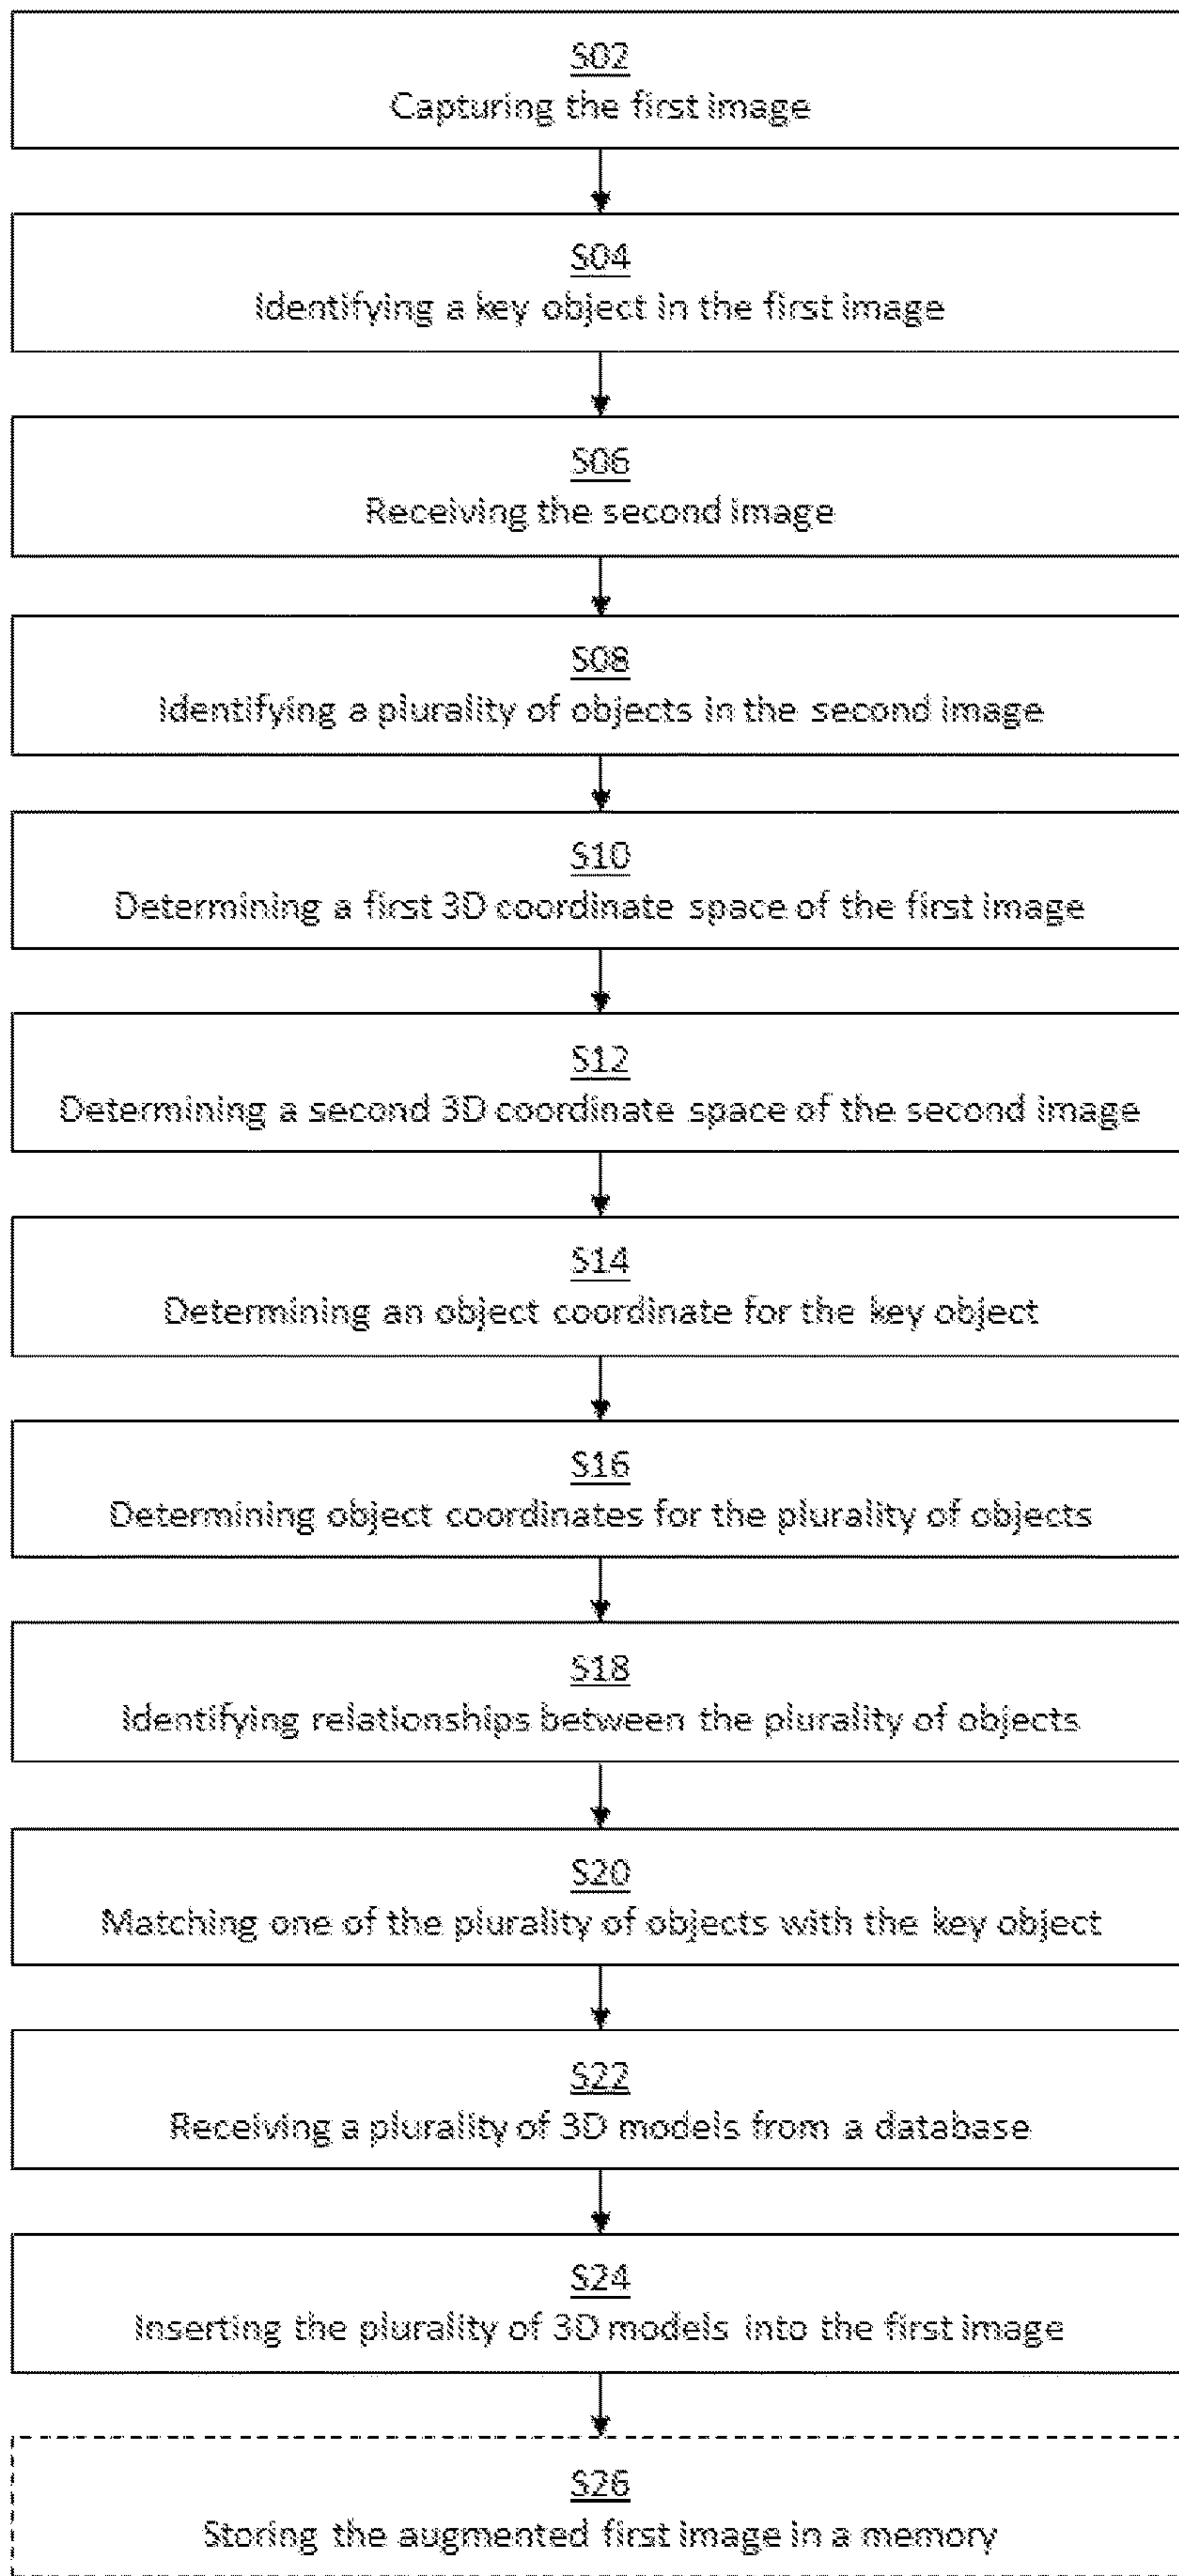 S02
Capturing the first image
S04
Identifying a key object in the first image
S06
Receiving the second image
S08
Identifying a plurality of objects in the second image
S10
Determining a first 3D coordinate space of the first image
S12
Determining a second 3D coordinate space of the second image
S14
Determining an object coordinate for the key object
S16
Determining object coordinates for the plurality of objects
S18
Identifying relationships between the plurality of objects
S20
Matching one of the plurality of objects with the key object
S22
Receiving a plurality of 3D models from a database
S24
Inserting the plurality of 3D models into the first image
S26
Storing the augmented first image in a memory